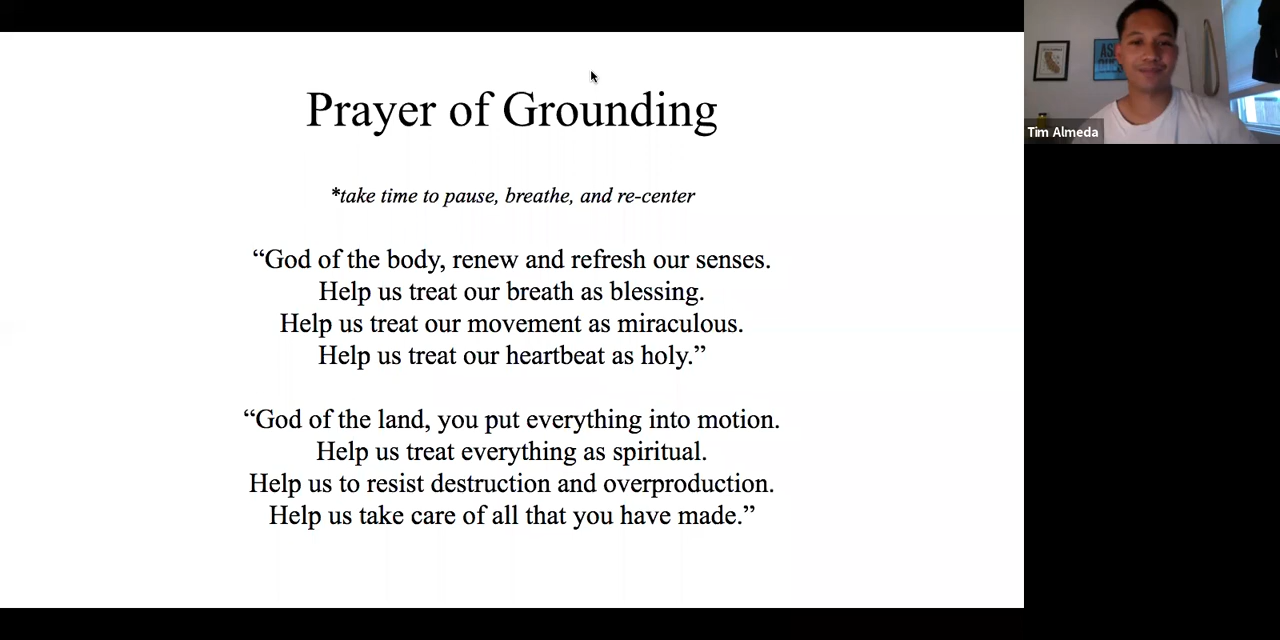 Prayer of Grounding
*take time to pause, breathe, and re-center
“God of the body, renew and refresh our senses.
Help us treat our breath as blessing.
Help us treat our movement as miraculous.
Help us treat our heartbeat as holy.”
“God of the land, you put everything into motion.
Help us treat everything as spiritual.
Help us to resist destruction and overproduction.
Help us take care of all that you have made.”
Tim Almeda